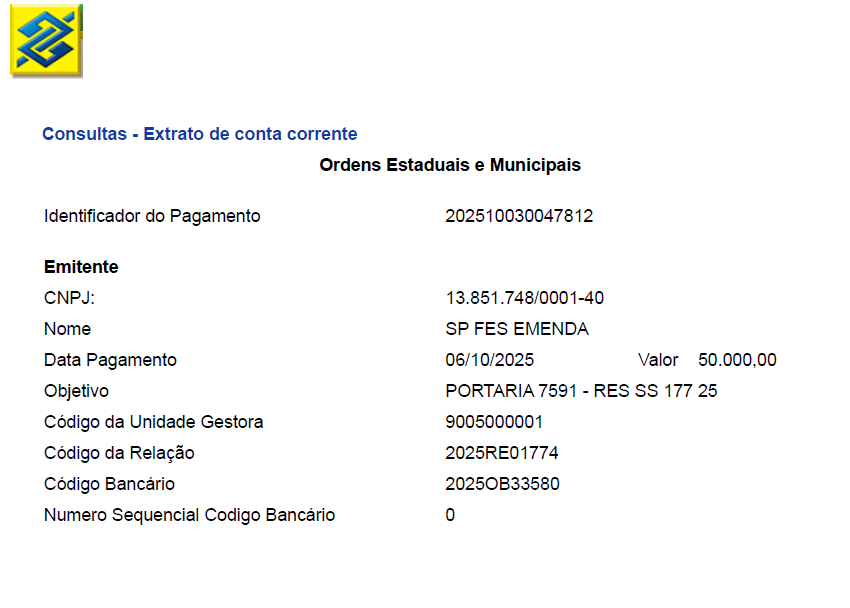 Consultas - Extrato de conta corrente
Ordens Estaduais e Municipais
Identificador do Pagamento 202510030047812
Emitente
CNPJ: 13.851.748/0001-40
Nome SP FES EMENDA
Data Pagamento 06/10/2025 Valor 50.000,00
Objetivo PORTARIA 7591 - RES SS 177 25
Código da Unidade Gestora 9005000001
Código da Relação 2025RE01774
Código Bancário 2025OB33580
Numero Sequencial Codigo Bancário 0